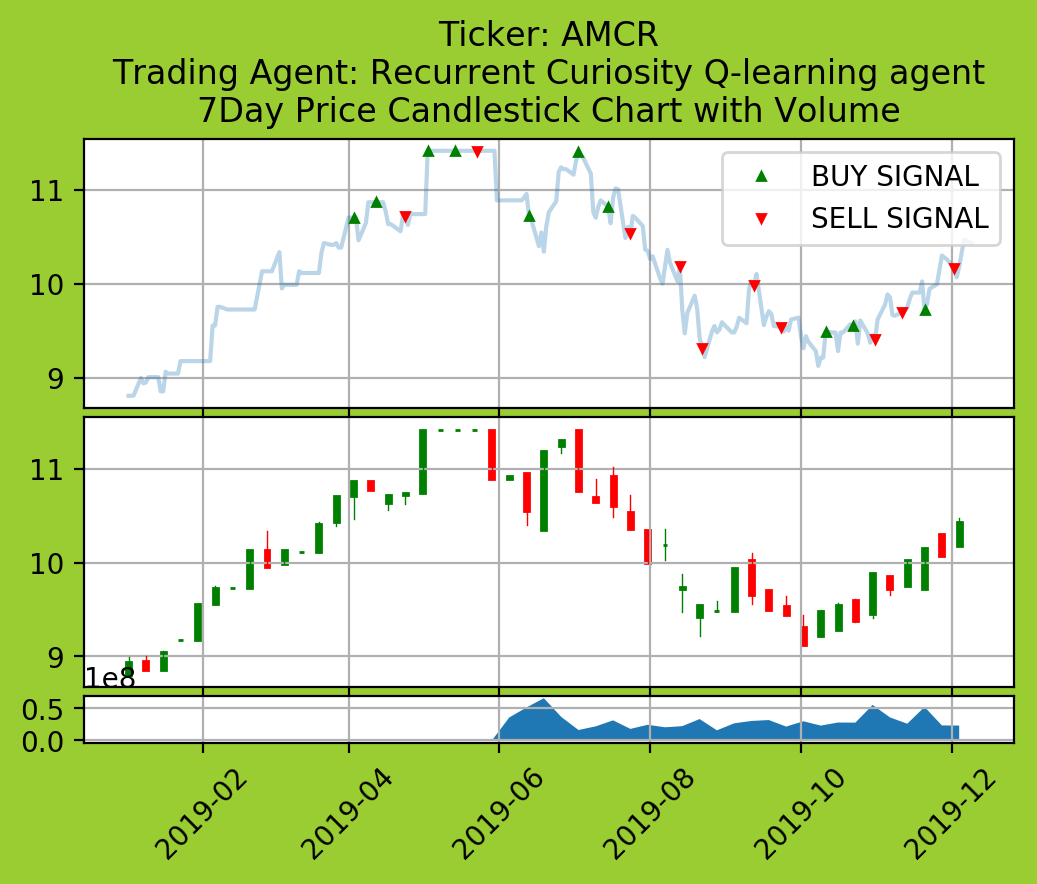 Ticker: AMCR
Trading Agent: Recurrent Curiosity Q-learning agent
7Day Price Candlestick Chart with Volume
BUY SIGNAL
SELL SIGNAL
11
10
9
11
10
9
1e8
0.5
0.0
2019-02
2019-04
2019-06
2019-08
2019-10
2019-12